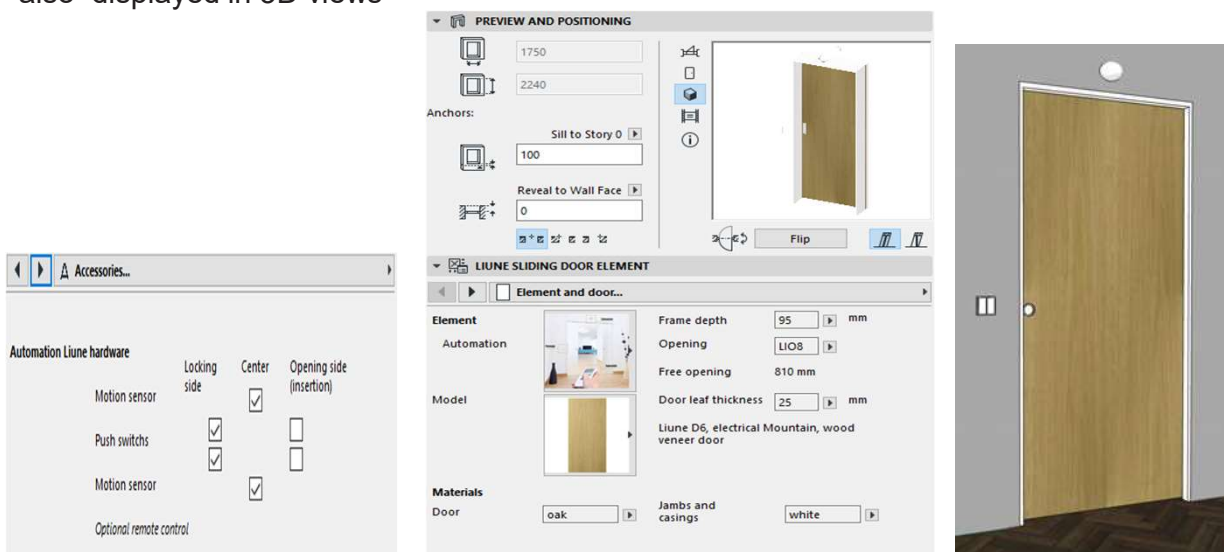 also displayed in 3D views
PREVIEW AND POSITIONING
1750
2240
Anchors:
Sill to Story 0
100
Reveal to Wall Face
0
Flip
LIUNE SLIDING DOOR ELEMENT
Element and door...
Element
Automation
Model
Frame depth 95 mm
Opening LIO8
Free opening 810 mm
Door leaf thickness 25 mm
Liune D6, electrical Mountain, wood
veneer door
Materials
Door oak
Jambs and
casings white
Accessories...
Automation Liune hardware
Locking
side
Center
Opening side
(insertion)
Motion sensor
Push switchs
Motion sensor
Optional remote control